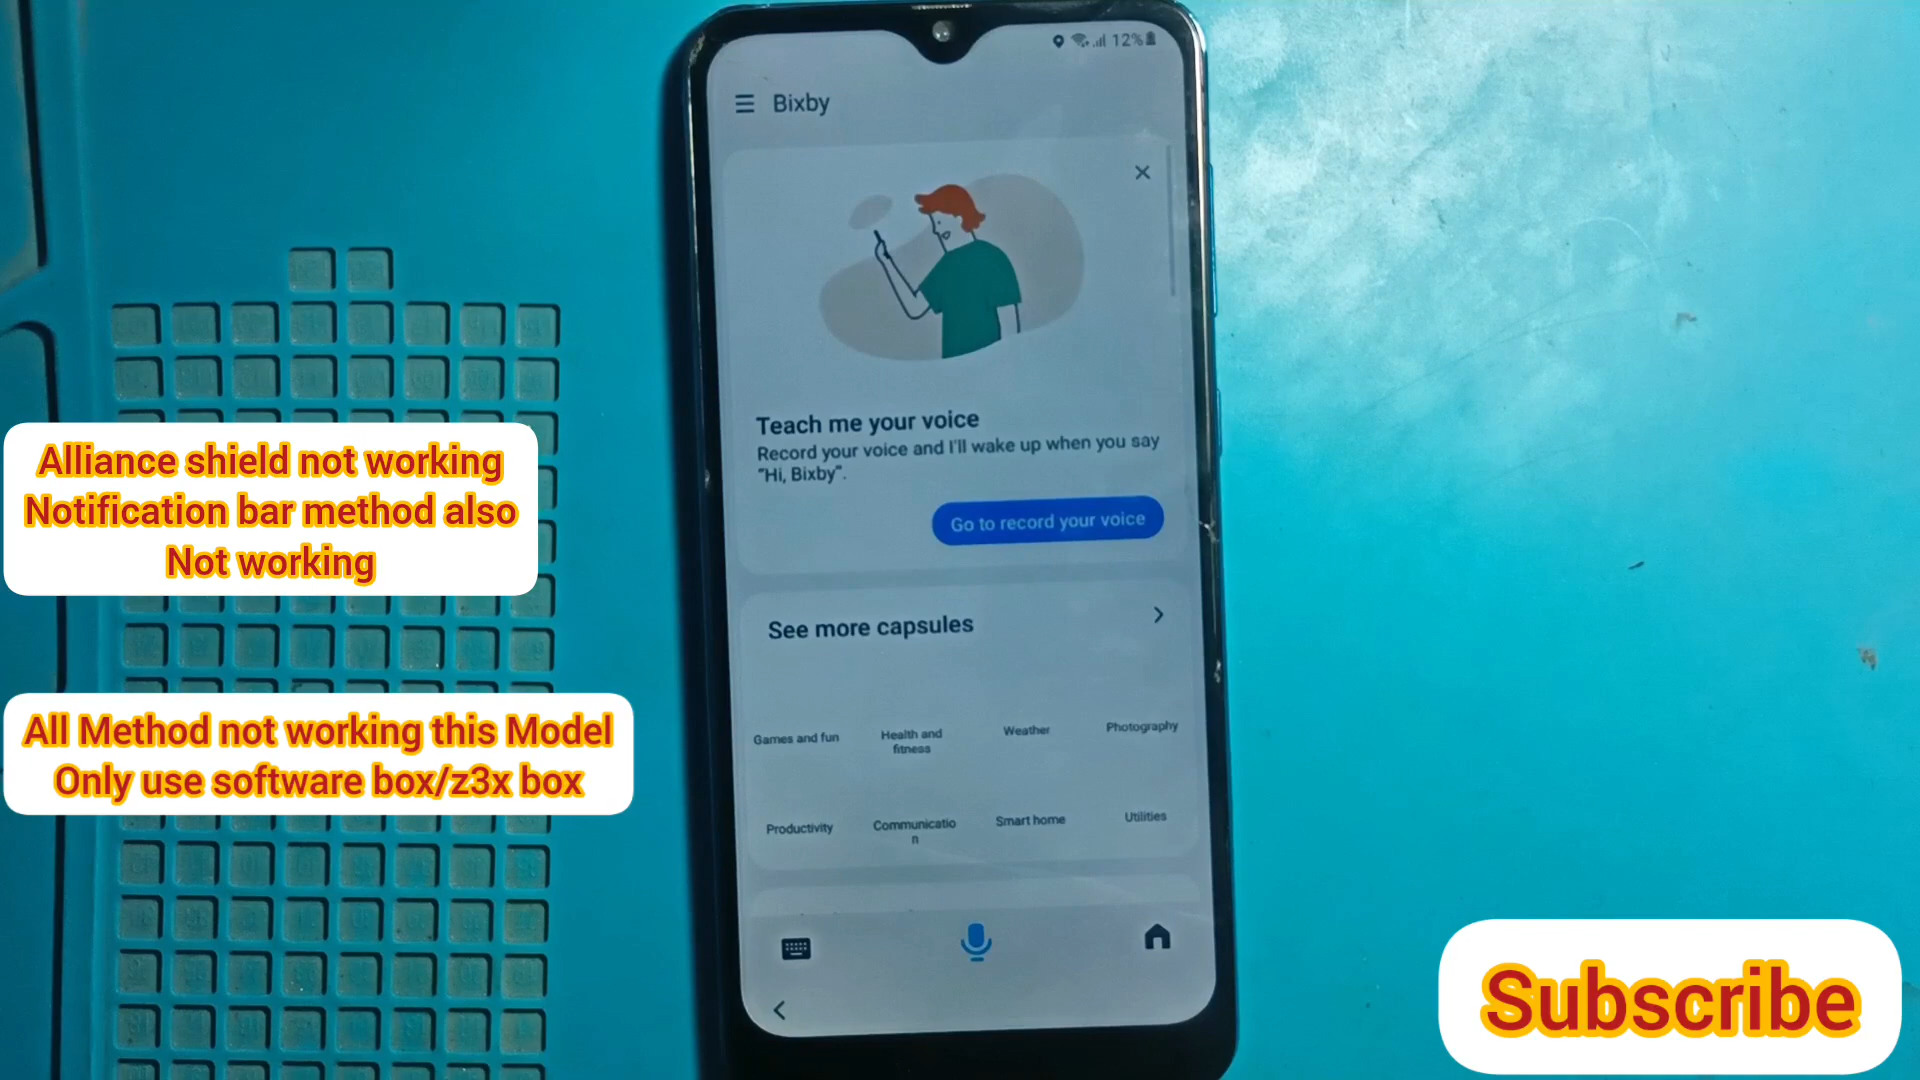 12%
Bixby
Teach me your voice
Record your voice and I'll wake up when you say
"Hi, Bixby".
Go to record your voice
See more capsules
Games and fun
Health and
fitness
Weather
Photography
Productivity
Communicatio
n
Smart home
Utilities
Alliance shield not working
Notification bar method also
Not working
All Method not working this Model
Only use software box/z3x box
Subscribe